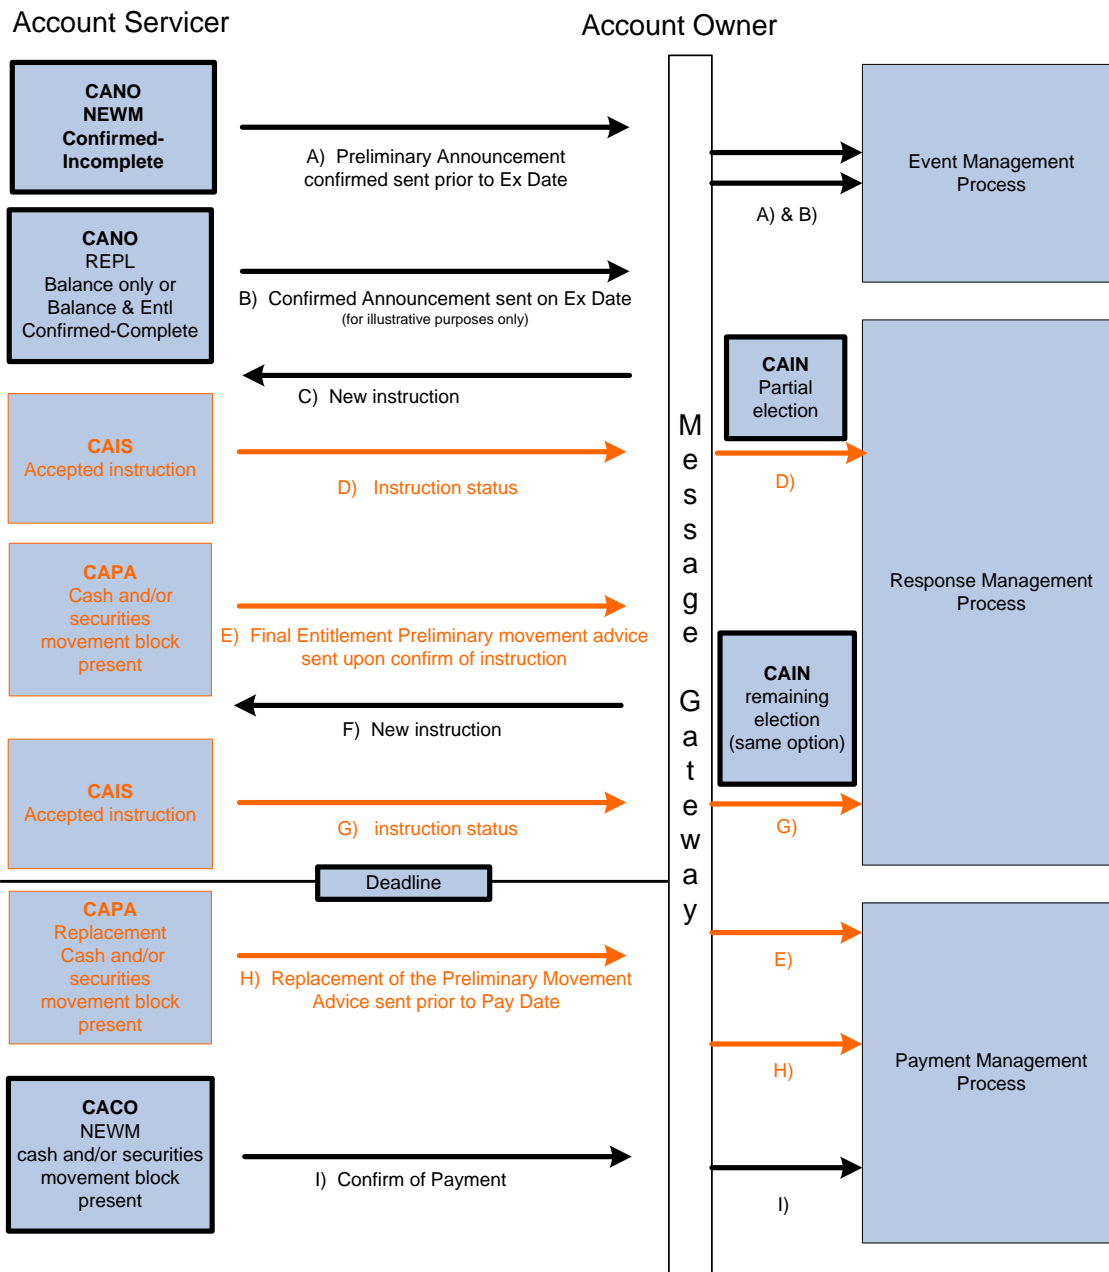 Account Servicer
Account Owner
CANO
NEWM
Confirmed-
Incomplete
A) Preliminary Announcement
confirmed sent prior to Ex Date
A) & B)
Event Management
Process
CANO
REPL
Balance only or
Balance & Entl
Confirmed-Complete
B) Confirmed Announcement sent on Ex Date
(for illustrative purposes only)
C) New instruction
CAIN
Partial
election
CAIS
Accepted instruction
D) Instruction status
D)
Message Gateway
Response Management
Process
CAPA
Cash and/or
securities
movement block
present
E) Final Entitlement Preliminary movement advice
sent upon confirm of instruction
CAIN
remaining
election
(same option)
F) New instruction
CAIS
Accepted instruction
G) instruction status
G)
Deadline
CAPA
Replacement
Cash and/or
securities
movement block
present
H) Replacement of the Preliminary Movement
Advice sent prior to Pay Date
E)
H)
Payment Management
Process
CACO
NEWM
cash and/or securities
movement block
present
I) Confirm of Payment
I)